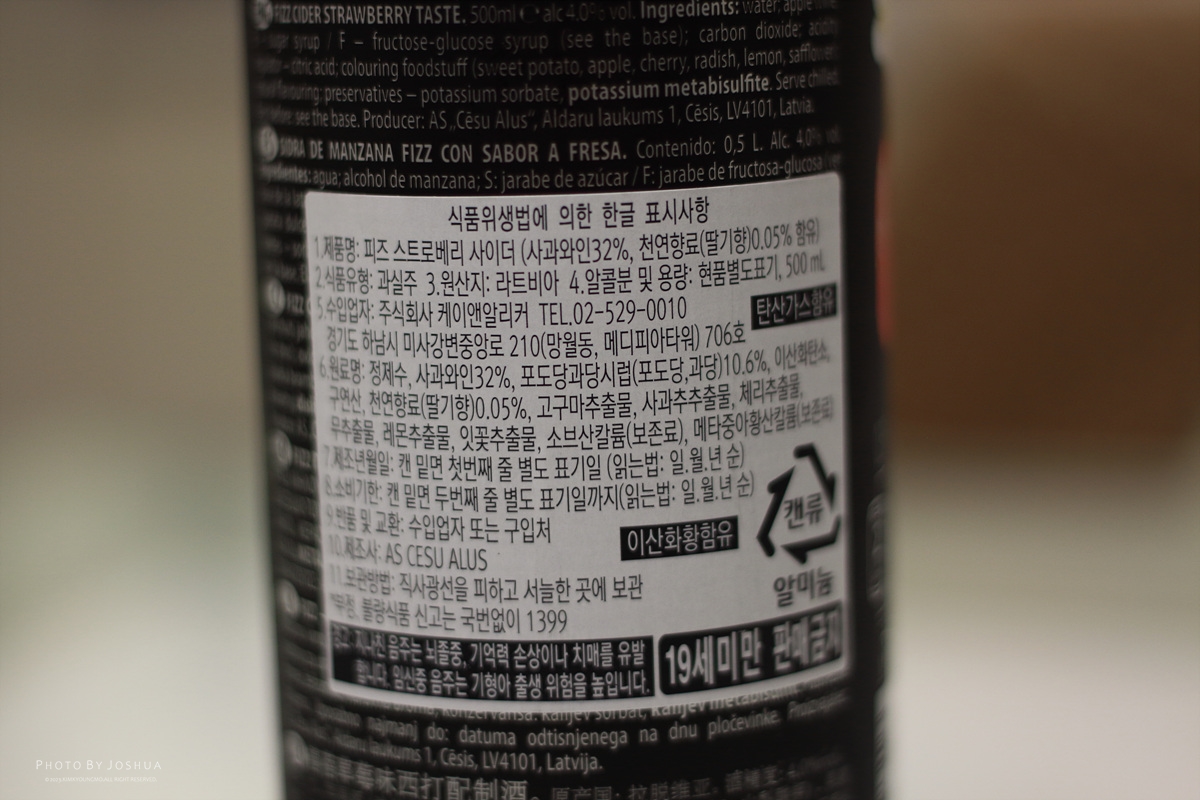 FIZZ CIDER STRAWBERRY TASTE. 500ml alc 4.0% vol. Ingredients: water; apple
syrup / F – fructose-glucose syrup (see the base); carbon dioxide;
citric acid; colouring foodstuff (sweet potato, apple, cherry, radish, lemon,
flavouring; preservatives – potassium sorbate, potassium metabisulfite. Serve chilled.
see the base. Producer: AS „Cēsu Alus", Aldaru laukums 1, Cēsis, LV4101, Latvia.
SIDRA DE MANZANA FIZZ CON SABOR A FRESA. Contenido: 0,5 L. Alc. 4,0%
agua; alcohol de manzana; S: jarabe de azúcar / F: jarabe de fructosa-glucosa
식품위생법에 의한 한글 표시사항
1.제품명: 피즈 스트로베리 사이더 (사과와인32%, 천연향료(딸기향)0.05% 함유)
2.식품유형: 과실주 3.원산지: 라트비아 4.알콜분 및 용량: 현품별도표기, 500 mL
5.수입업자: 주식회사 케이앤알리커 TEL.02-529-0010
탄산가스함유
경기도 하남시 미사강변중앙로 210(망월동, 메디피아타워) 706호
6.원료명: 정제수, 사과와인32%, 포도당과당시럽(포도당,과당)10.6%, 이산화탄소,
구연산, 천연향료(딸기향)0.05%, 고구마추출물, 사과추추출물, 체리추출물,
무추출물, 레몬추출물, 잇꽃추출물, 소브산칼륨(보존료), 메타중아황산칼륨(보존료)
7.제조년월일: 캔 밑면 첫번째 줄 별도 표기일 (읽는법: 일.월.년 순)
8.소비기한: 캔 밑면 두번째 줄 별도 표기일까지(읽는법: 일.월.년 순)
9.반품 및 교환: 수입업자 또는 구입처
이산화황함유
캔류
10.제조사: AS CESU ALUS
11.보관방법: 직사광선을 피하고 서늘한 곳에 보관
알미늄
*부정, 불량식품 신고는 국번없이 1399
경고: 지나친 음주는 뇌졸중, 기억력 손상이나 치매를 유발
합니다. 임신중 음주는 기형아 출생 위험을 높입니다.
19세미만 판매금지
najmanj do: datuma odtisnjenega na dnu pločevinke.
laukums 1, Cēsis, LV4101, Latvija.
味西打配制酒。原产国: 拉脱维亚.
PHOTO BY JOSHUA